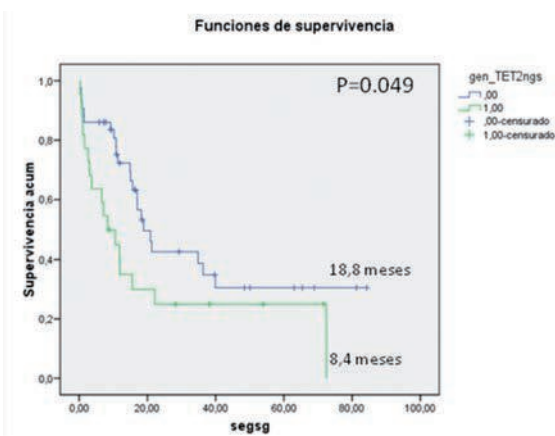 Funciones de supervivencia
P=0.049
gen_TET2ngs
,00
1,00
,00-censurado
1,00-censurado
Supervivencia acum
1,0
0,8
0,6
0,4
0,2
0,0
18,8 meses
8,4 meses
0,00 20,00 40,00 60,00 80,00 100,00
segsg